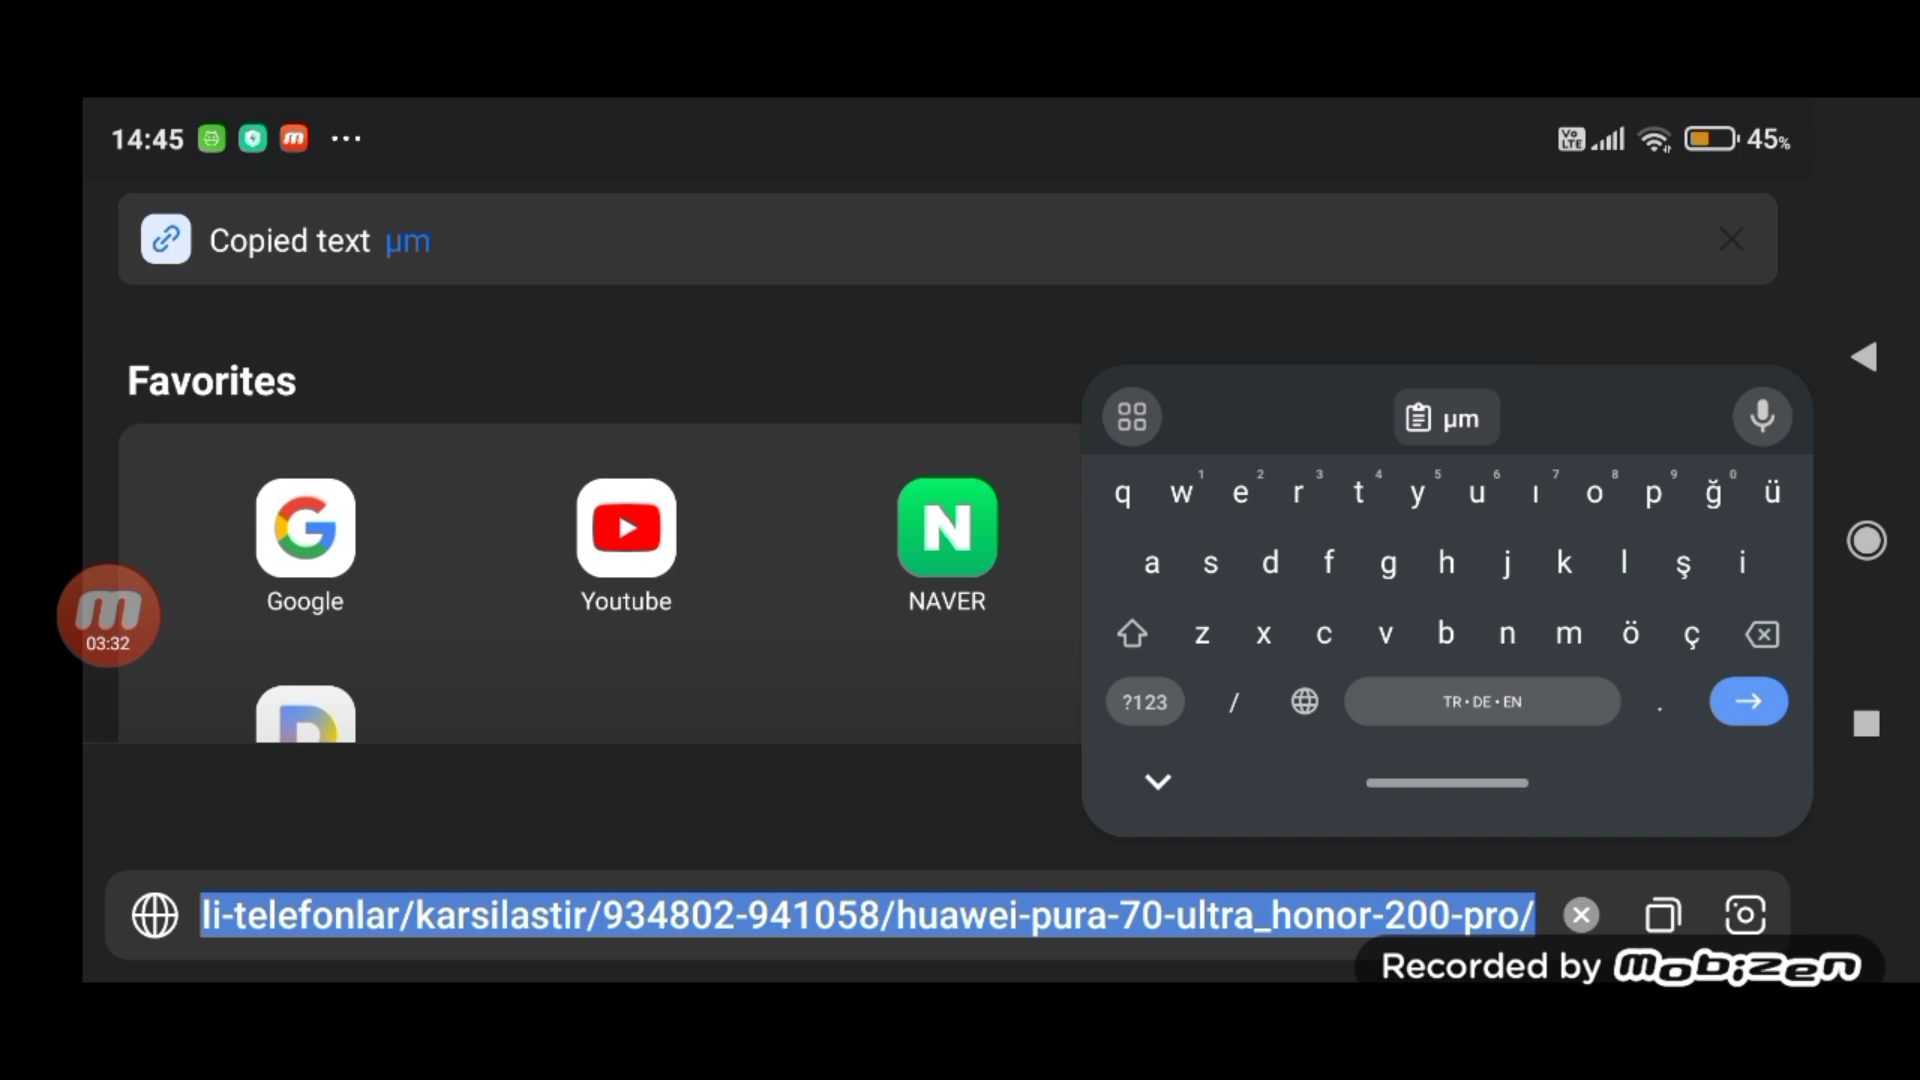 14:45
Vo LTE
45%
Copied text µm
Favorites
Google
Youtube
N
NAVER
m
03:32
µm
q w 1 e 2 r 3 t 4 y 5 u 6 ı 7 o 8 p 9 ğ 0 ü
a s d f g h j k l ş i
z x c v b n m ö ç
?123 / TR • DE • EN .
li-telefonlar/karsilastir/934802-941058/huawei-pura-70-ultra_honor-200-pro/
Recorded by mobizen